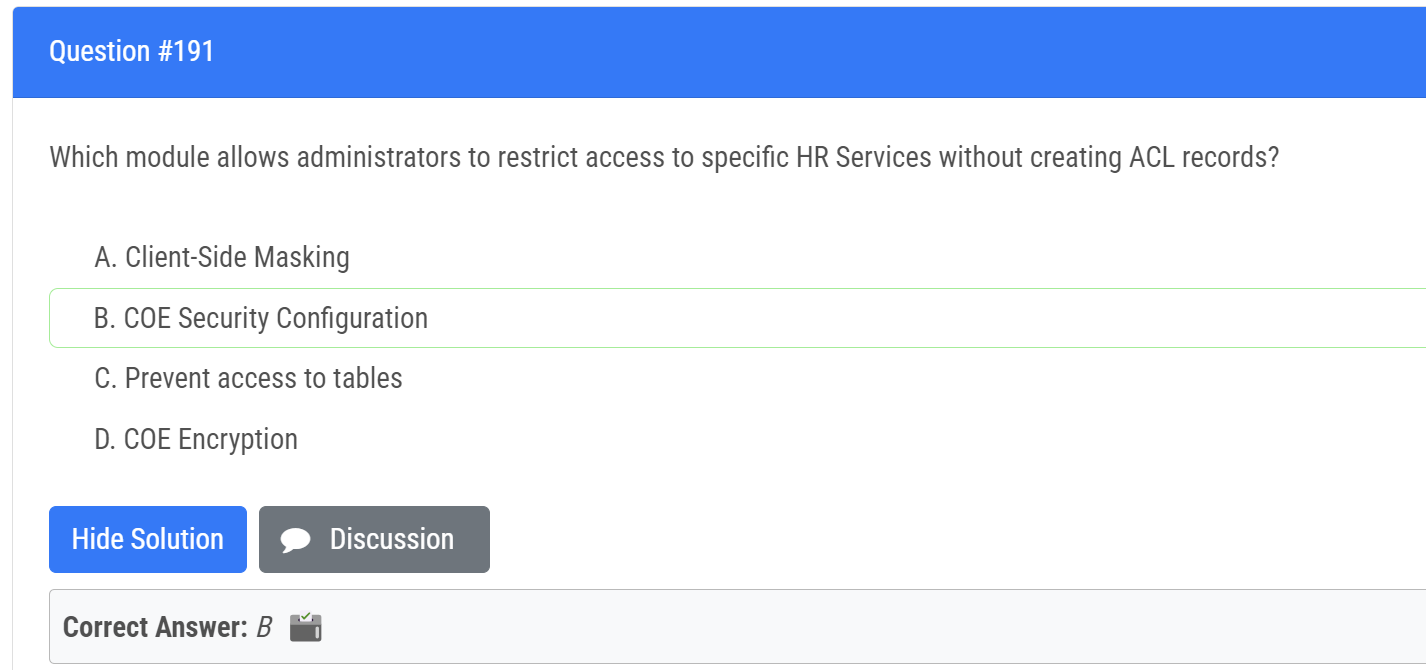 Question #191
Which module allows administrators to restrict access to specific HR Services without creating ACL records?
A. Client-Side Masking
B. COE Security Configuration
C. Prevent access to tables
D. COE Encryption
Hide Solution Discussion
Correct Answer: B